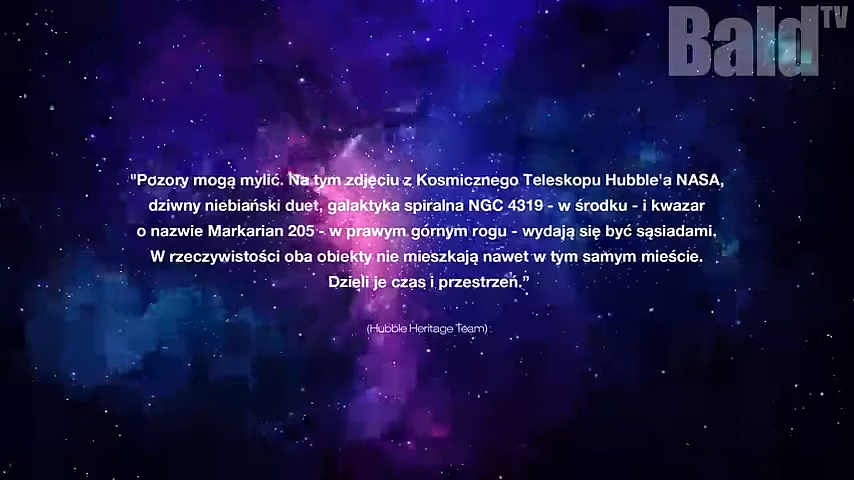 BaldTV
"Pozory mogą mylić. Na tym zdjęciu z Kosmicznego Teleskopu Hubble'a NASA,
dziwny niebiański duet, galaktyka spiralna NGC 4319 - w środku - i kwazar
o nazwie Markarian 205 - w prawym górnym rogu - wydają się być sąsiadami.
W rzeczywistości oba obiekty nie mieszkają nawet w tym samym mieście.
Dzieli je czas i przestrzeń.”
(Hubble Heritage Team)